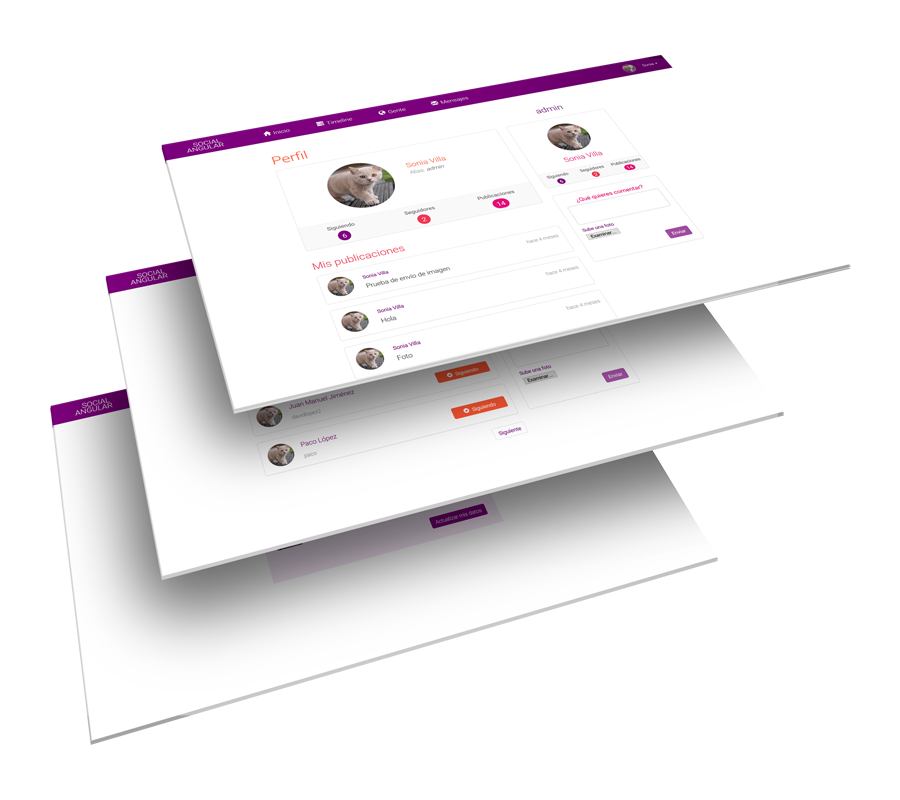 SOCIAL
ANGULAR
Inicio
Timeline
Gente
Mensajes
Sonia
Perfil
Sonia Villa
Alias: admin
Siguiendo
6
Seguidores
2
Publicaciones
14
Mis publicaciones
Sonia Villa
hace 4 meses
Prueba de envío de imagen
Sonia Villa
hace 4 meses
Hola
Sonia Villa
hace 4 meses
Foto
admin
Sonia Villa
Siguiendo
6
Seguidores
2
Publicaciones
14
¿Qué quieres comentar?
Sube una foto
Examinar...
Enviar
SOCIAL
ANGULAR
Siguiendo
Juan Manuel Jiménez
Siguiendo
Paco López
paco
Siguiente
Sube una foto
Examinar...
Enviar
SOCIAL
ANGULAR
Actualizar mis datos